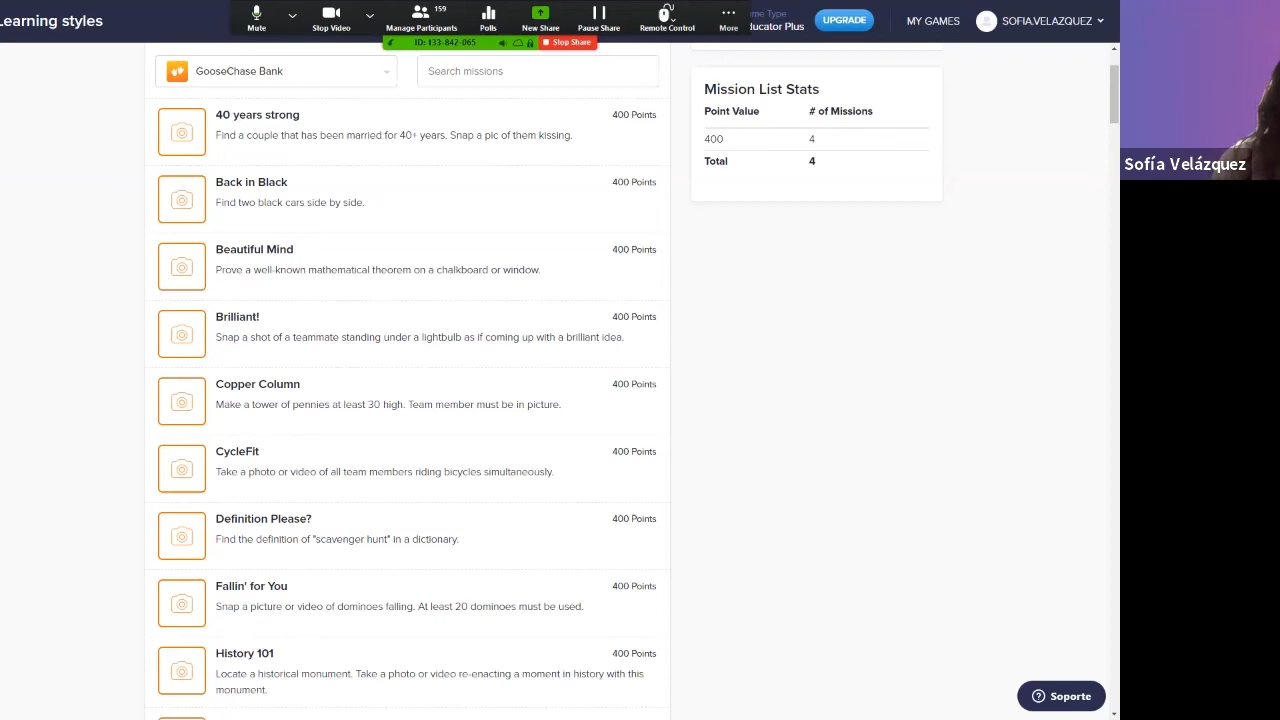 Learning styles
Mute
Stop Video
Manage Participants
159
Polls
New Share
Pause Share
Remote Control
More
ID: 133-842-065
Stop Share
me Type
ducator Plus
UPGRADE
MY GAMES
SOFIA.VELAZQUEZ
GooseChase Bank
Search missions
40 years strong
400 Points
Find a couple that has been married for 40+ years. Snap a pic of them kissing.
Back in Black
400 Points
Find two black cars side by side.
Beautiful Mind
400 Points
Prove a well-known mathematical theorem on a chalkboard or window.
Brilliant!
400 Points
Snap a shot of a teammate standing under a lightbulb as if coming up with a brilliant idea.
Copper Column
400 Points
Make a tower of pennies at least 30 high. Team member must be in picture.
CycleFit
400 Points
Take a photo or video of all team members riding bicycles simultaneously.
Definition Please?
400 Points
Find the definition of "scavenger hunt" in a dictionary.
Fallin' for You
400 Points
Snap a picture or video of dominoes falling. At least 20 dominoes must be used.
History 101
400 Points
Locate a historical monument. Take a photo or video re-enacting a moment in history with this
monument.
Mission List Stats
Point Value # of Missions
400 4
Total 4
Sofía Velázquez
Soporte